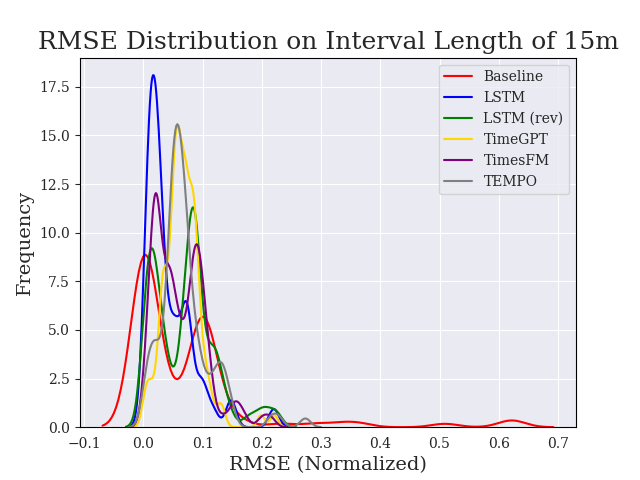 RMSE Distribution on Interval Length of 15m
Baseline
LSTM
LSTM (rev)
TimeGPT
TimesFM
TEMPO
Frequency
17.5
15.0
12.5
10.0
7.5
5.0
2.5
0.0
−0.1 0.0 0.1 0.2 0.3 0.4 0.5 0.6 0.7
RMSE (Normalized)